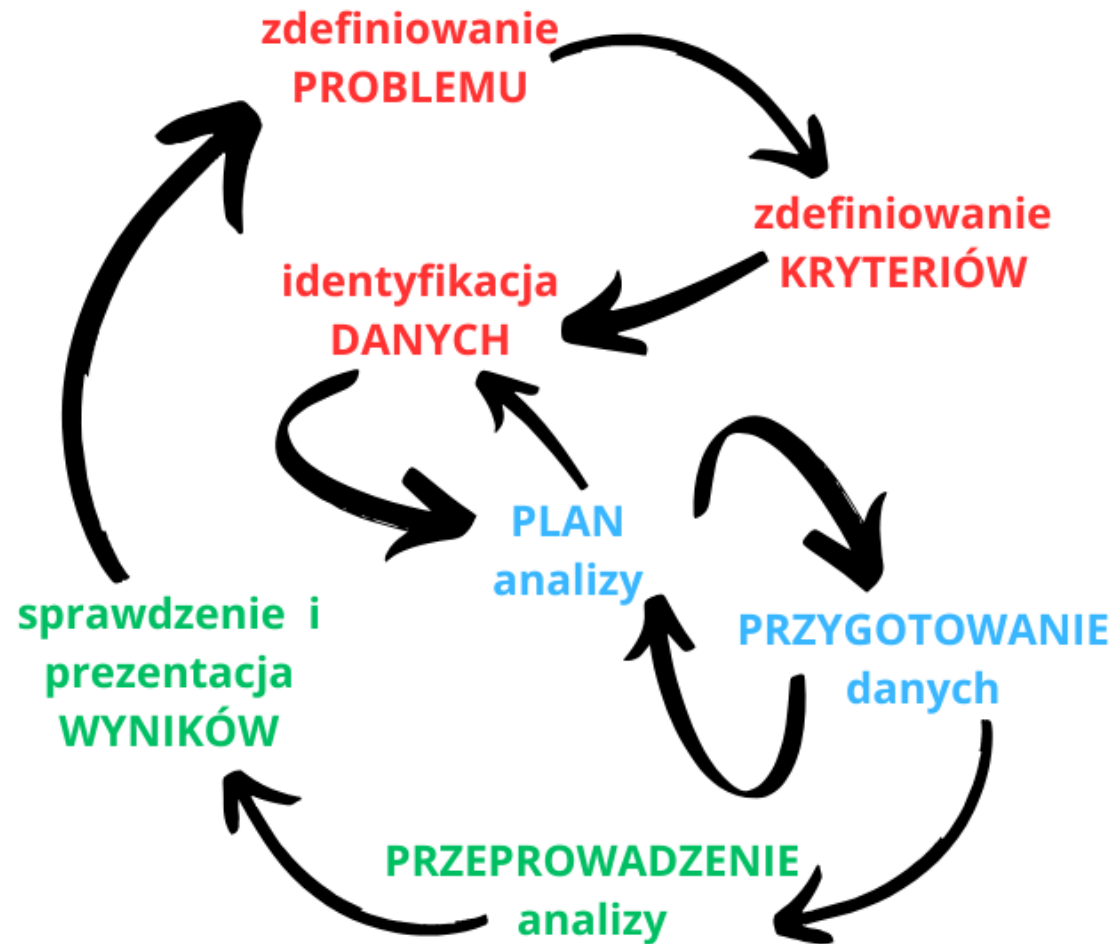 zdefiniowanie
PROBLEMU
zdefiniowanie
KRYTERIÓW
identyfikacja
DANYCH
PLAN
analizy
PRZYGOTOWANIE
danych
PRZEPROWADZENIE
analizy
sprawdzenie i
prezentacja
WYNIKÓW